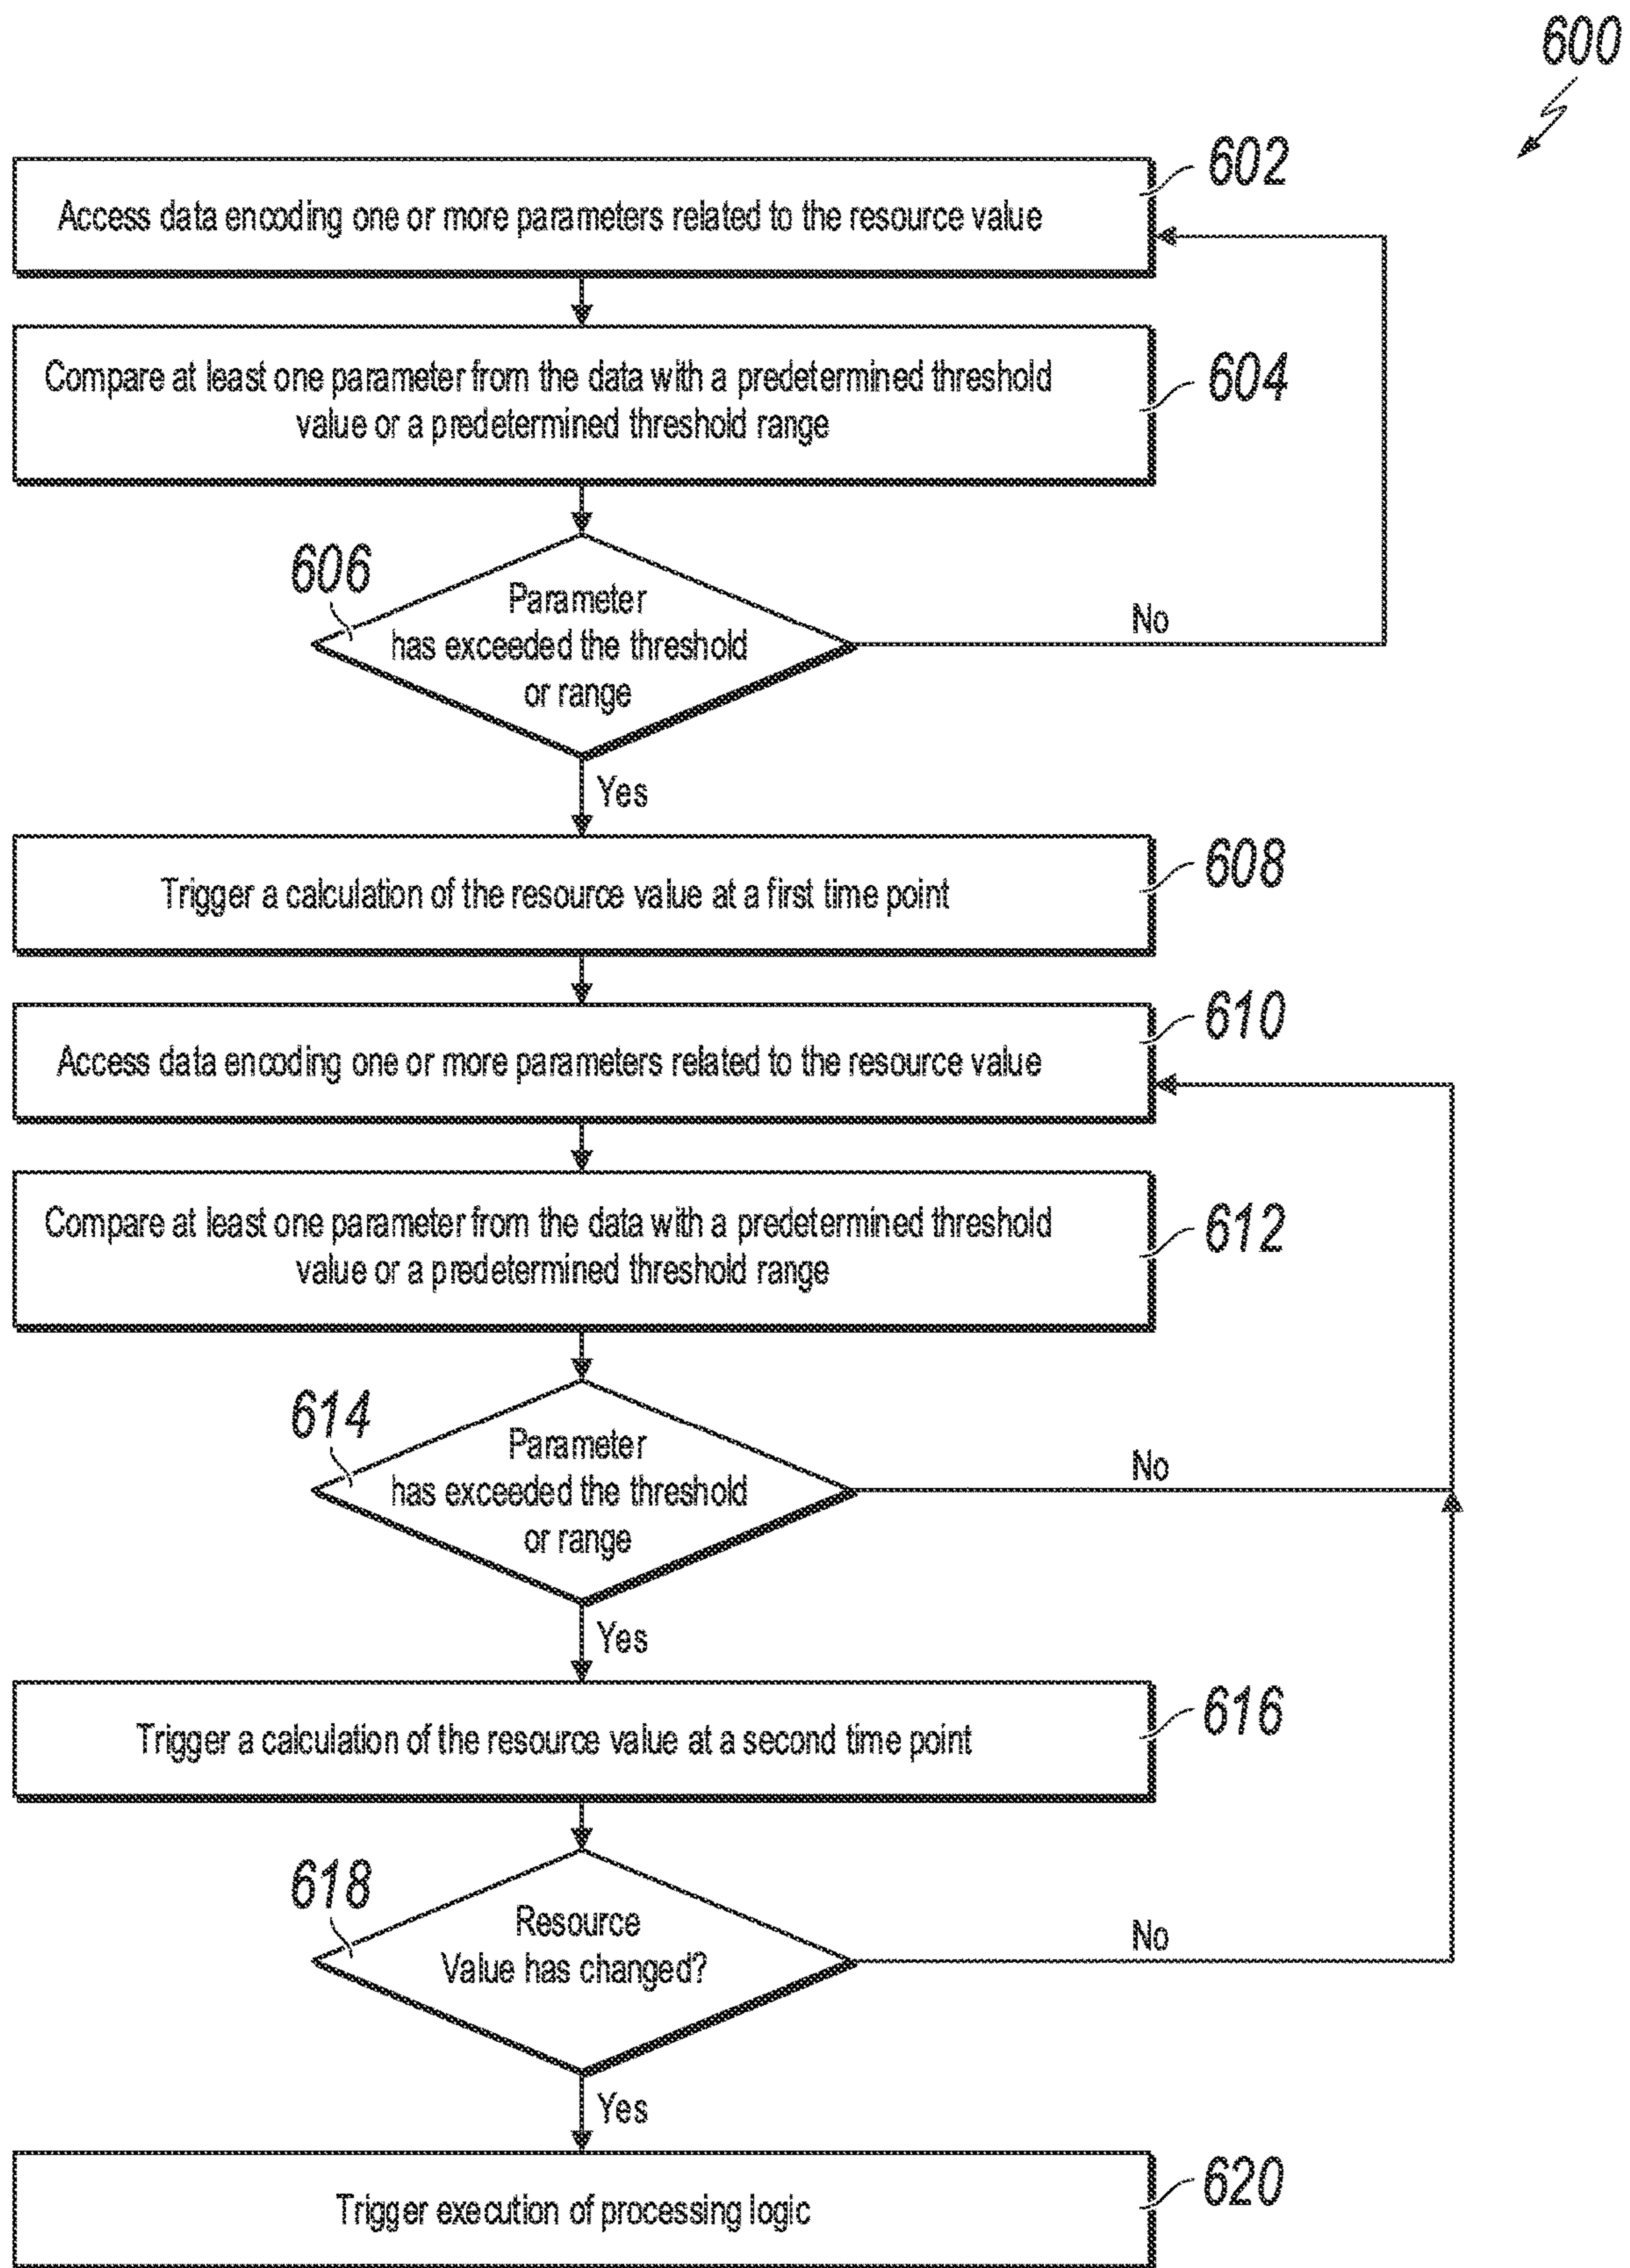 600
602
Access data encoding one or more parameters related to the resource value
604
Compare at least one parameter from the data with a predetermined threshold
value or a predetermined threshold range
606
Parameter
has exceeded the threshold
or range
No
Yes
608
Trigger a calculation of the resource value at a first time point
610
Access data encoding one or more parameters related to the resource value
612
Compare at least one parameter from the data with a predetermined threshold
value or a predetermined threshold range
614
Parameter
has exceeded the threshold
or range
No
Yes
616
Trigger a calculation of the resource value at a second time point
618
Resource
Value has changed?
No
Yes
620
Trigger execution of processing logic